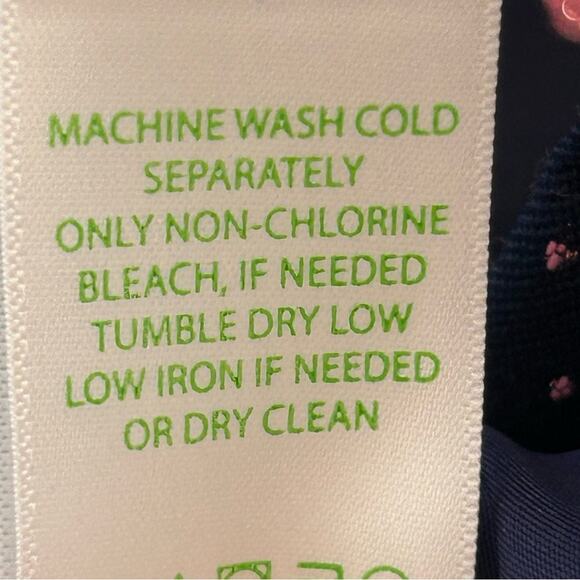 MACHINE WASH COLD
SEPARATELY
ONLY NON-CHLORINE
BLEACH, IF NEEDED
TUMBLE DRY LOW
LOW IRON IF NEEDED
OR DRY CLEAN